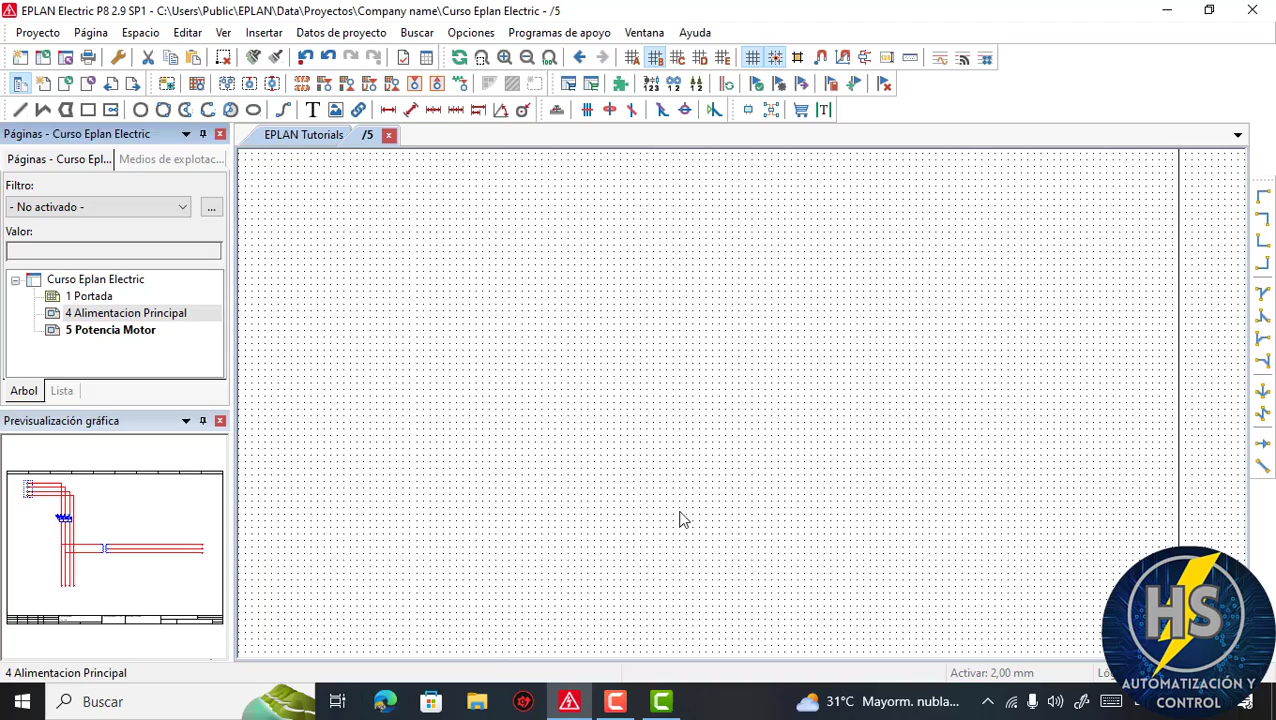 EPLAN Electric P8 2.9 SP1 - C:\Users\Public\EPLAN\Data\Proyectos\Company name\Curso Eplan Electric - /5
Proyecto Página Espacio Editar Ver Insertar Datos de proyecto Buscar Opciones Programas de apoyo Ventana Ayuda
Páginas - Curso Eplan Electric
EPLAN Tutorials /5
Páginas - Curso Epl... Medios de explotac...
Filtro:
- No activado - ...
Valor:
Curso Eplan Electric
1 Portada
4 Alimentacion Principal
5 Potencia Motor
Arbol Lista
Previsualización gráfica
4 Alimentacion Principal
Activar: 2,00 mm
Log
HS
AUTOMATIZACIÓN Y
CONTROL
Buscar
31°C Mayorm. nubla...